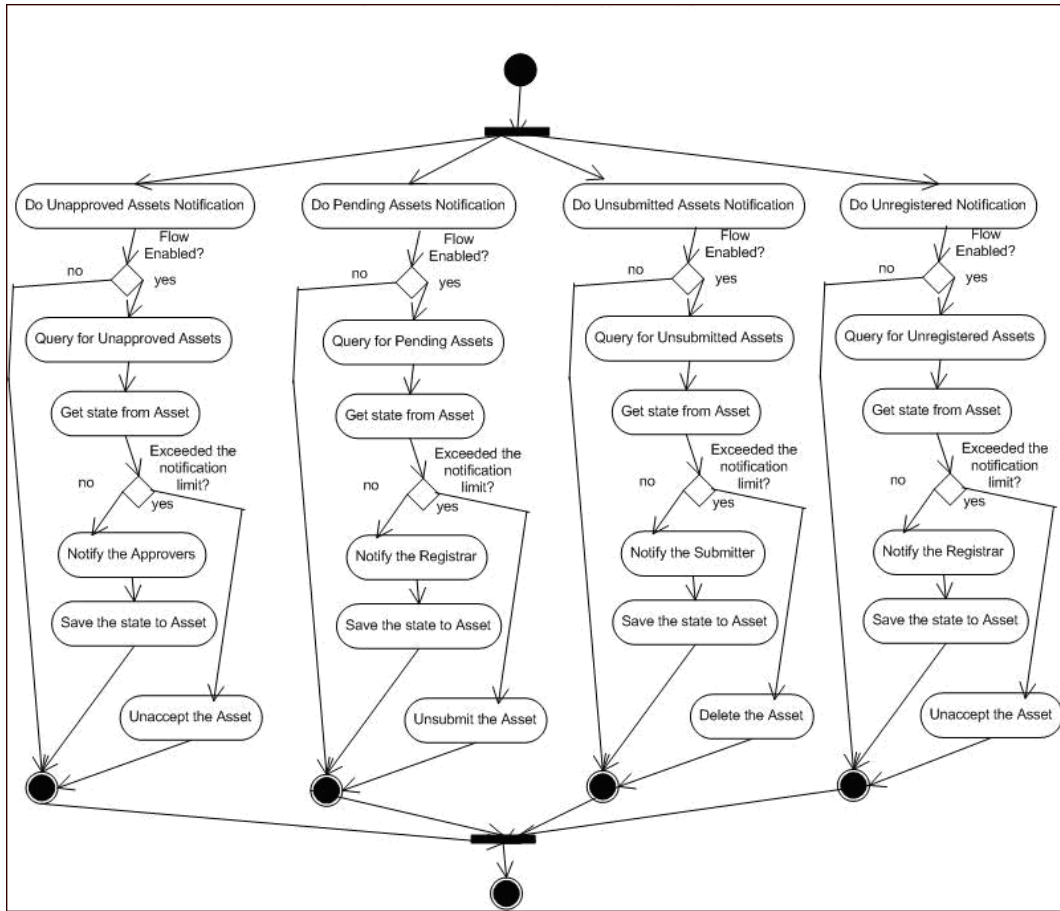 Do Unapproved Assets Notification
Flow
Enabled?
no
yes
Query for Unapproved Assets
Get state from Asset
Exceeded the
notification
limit?
no
yes
Notify the Approvers
Save the state to Asset
Unaccept the Asset
Do Pending Assets Notification
Flow
Enabled?
no
yes
Query for Pending Assets
Get state from Asset
Exceeded the
notification
limit?
no
yes
Notify the Registrar
Save the state to Asset
Unsubmit the Asset
Do Unsubmitted Assets Notification
Flow
Enabled?
no
yes
Query for Unsubmitted Assets
Get state from Asset
Exceeded the
notification
limit?
no
yes
Notify the Submitter
Save the state to Asset
Delete the Asset
Do Unregistered Notification
Flow
Enabled?
no
yes
Query for Unregistered Assets
Get state from Asset
Exceeded the
notification
limit?
no
yes
Notify the Registrar
Save the state to Asset
Unaccept the Asset